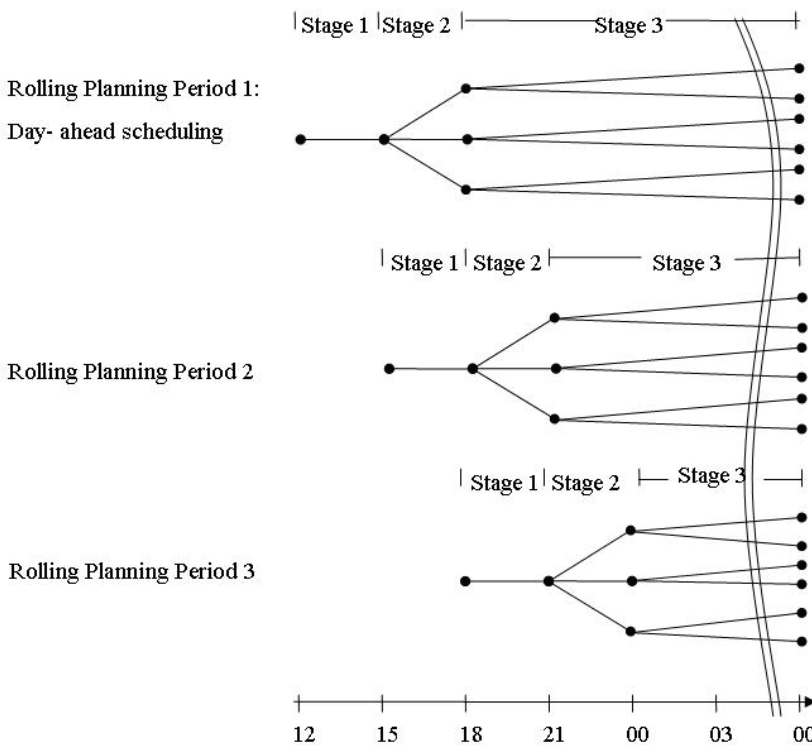 Stage 1 Stage 2 Stage 3
Rolling Planning Period 1:
Day- ahead scheduling
Stage 1 Stage 2 Stage 3
Rolling Planning Period 2
Stage 1 Stage 2 Stage 3
Rolling Planning Period 3
12 15 18 21 00 03 00